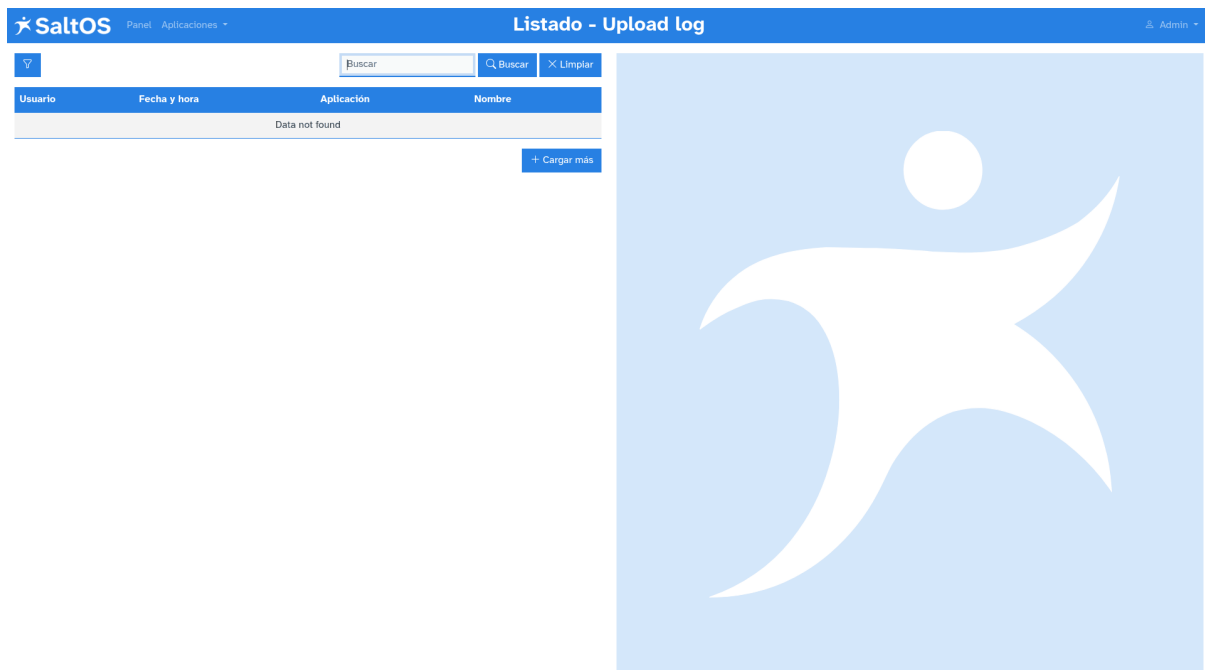 SaltOS Panel Aplicaciones Listado - Upload log Admin
Buscar Buscar Limpiar
Usuario Fecha y hora Aplicación Nombre
Data not found
+ Cargar más